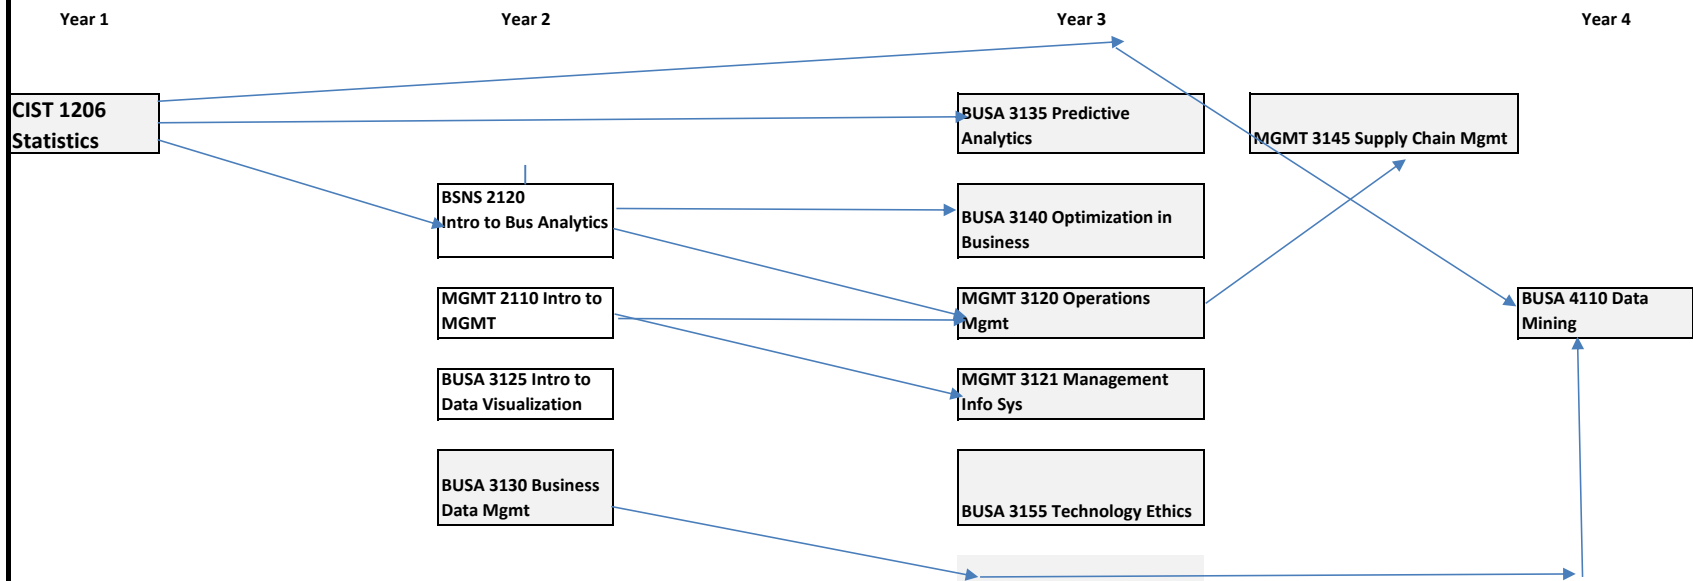 Year 1
Year 2
Year 3
Year 4
CIST 1206
Statistics
BUSA 3135 Predictive
Analytics
MGMT 3145 Supply Chain Mgmt
BSNS 2120
Intro to Bus Analytics
BUSA 3140 Optimization in
Business
MGMT 2110 Intro to
MGMT
MGMT 3120 Operations
Mgmt
BUSA 4110 Data
Mining
BUSA 3125 Intro to
Data Visualization
MGMT 3121 Management
Info Sys
BUSA 3130 Business
Data Mgmt
BUSA 3155 Technology Ethics